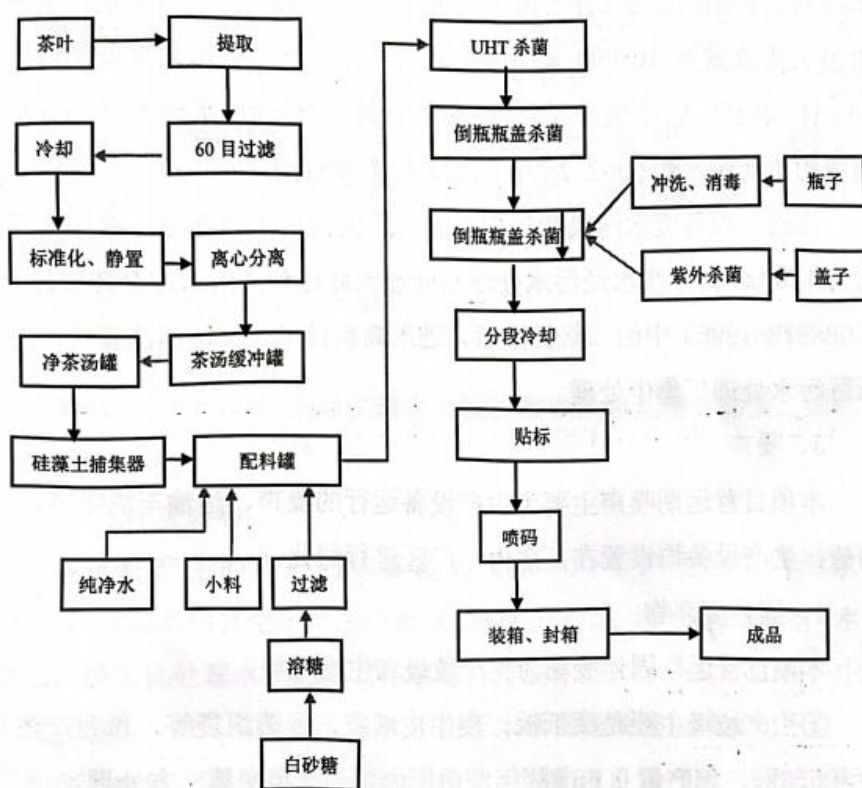 茶叶
提取
60目过滤
冷却
标准化、静置
离心分离
茶汤缓冲罐
净茶汤罐
硅藻土捕集器
配料罐
纯净水
小料
过滤
溶糖
白砂糖
UHT杀菌
倒瓶瓶盖杀菌
倒瓶瓶盖杀菌
冲洗、消毒
瓶子
紫外杀菌
盖子
分段冷却
贴标
喷码
装箱、封箱
成品